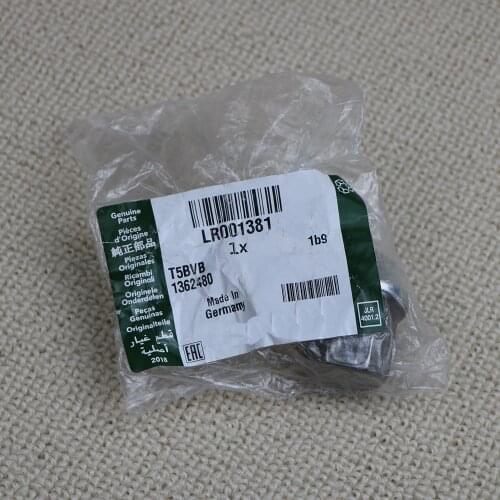 Genuine
Parts
Pièces
d'Origine
純正部品
Piezas
Originales
Ricambi
Originali
Originele
Onderdelen
Peças
Genuinas
Originalteile
قطع غيار
أصلية
2018
LR001381
1x
1b9
T5BVB
1362480
Made In
Germany
EAC
JLR
4001.2